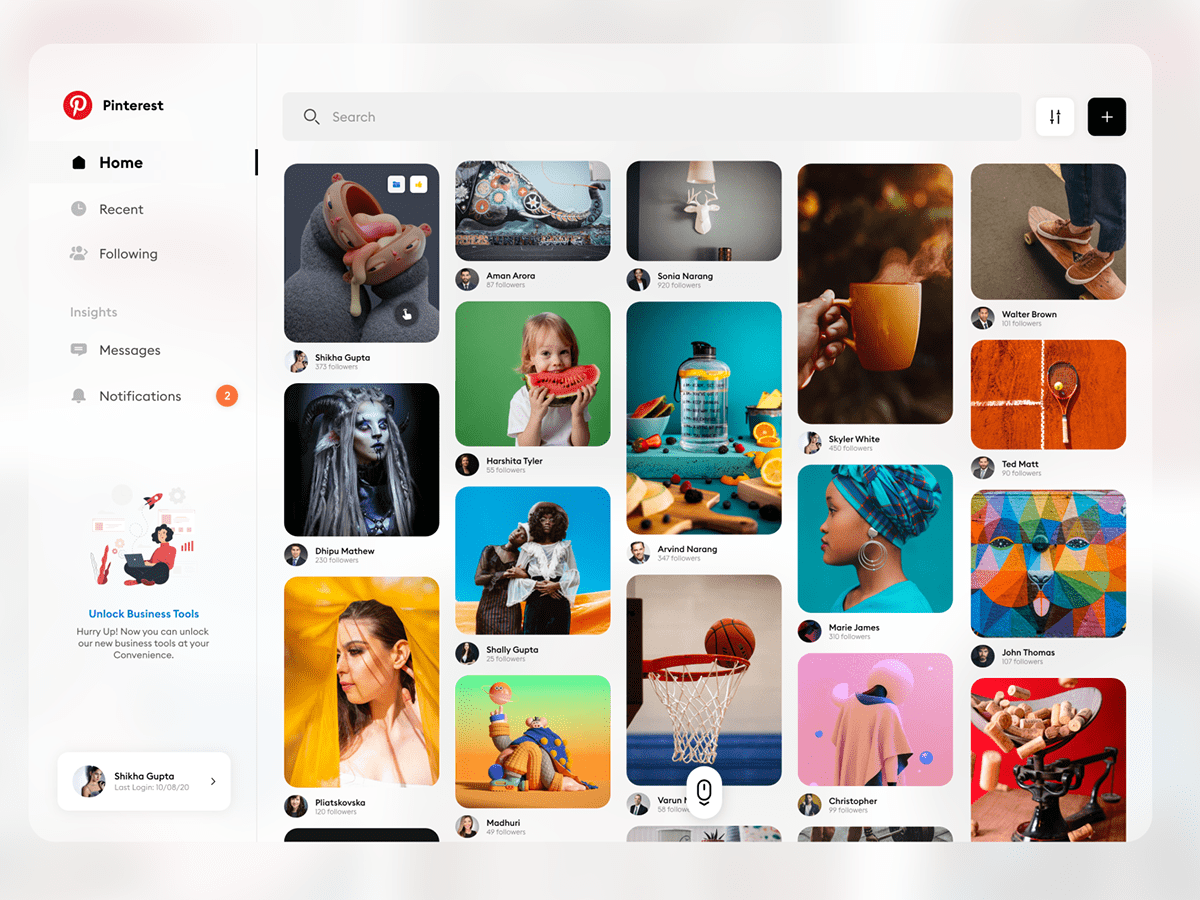 Pinterest
Home
Recent
Following
Insights
Messages
Notifications
2
Unlock Business Tools
Hurry Up! Now you can unlock
our new business tools at your
Convenience.
Shikha Gupta
Last Login: 10/08/20
Search
Shikha Gupta
373 followers
Dhipu Mathew
230 followers
Pliatskovska
120 followers
Aman Arora
87 followers
Harshita Tyler
55 followers
Shally Gupta
25 followers
Madhuri
49 followers
Sonia Narang
920 followers
Arvind Narang
347 followers
Varun
58
Skyler White
450 followers
Marie James
310 followers
Christopher
99 followers
Walter Brown
101 followers
Ted Matt
90 followers
John Thomas
107 followers